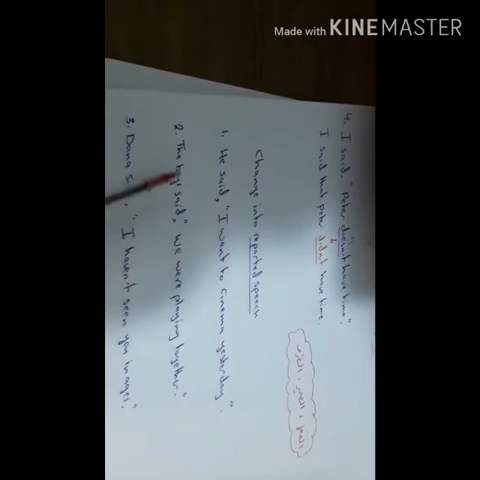 Made with KINEMASTER
4. I said, "Peter doesn't have time".
I said that peter didn't have time.
Change into reported speech
1. He said, "I went to cinema yesterday".
2. The boys said, "We were playing together."
3. Dana "I haven't seen you in ages."